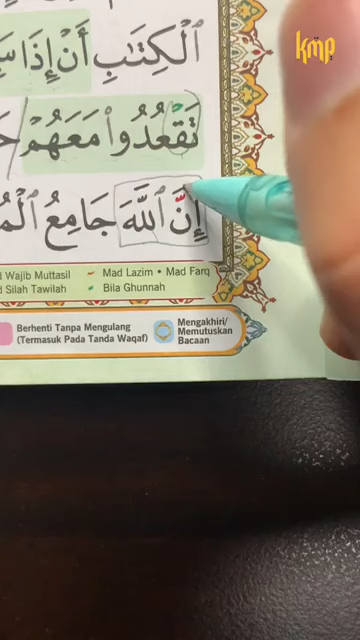 kmp
ٱلْكِتَٰبِ أَنْ إِذَا
تَقْعُدُوا۟ مَعَهُمْ
إِنَّ ٱللَّهَ جَامِعُ
Wajib Muttasil Mad Lazim • Mad Farq
Silah Tawilah Bila Ghunnah
Berhenti Tanpa Mengulang
(Termasuk Pada Tanda Waqaf)
Mengakhiri/
Memutuskan
Bacaan